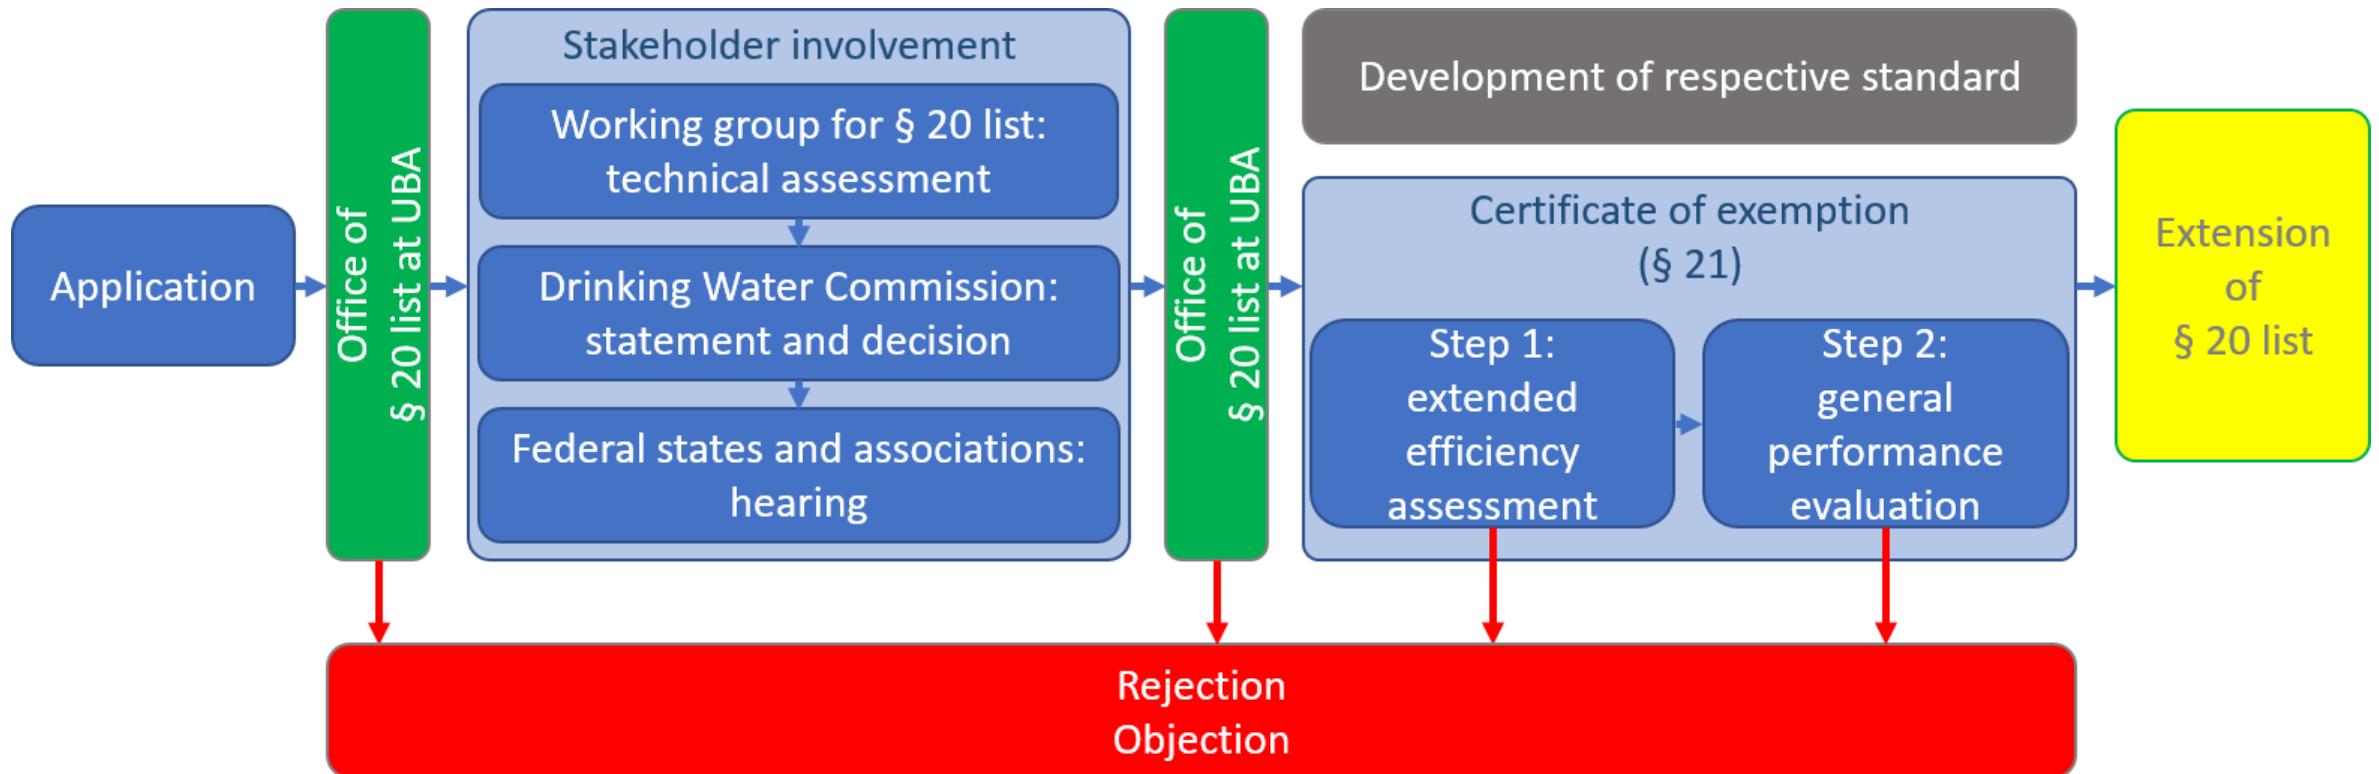 Application
Office of
§ 20 list at UBA
Stakeholder involvement
Working group for § 20 list:
technical assessment
Drinking Water Commission:
statement and decision
Federal states and associations:
hearing
Office of
§ 20 list at UBA
Development of respective standard
Certificate of exemption
(§ 21)
Step 1:
extended
efficiency
assessment
Step 2:
general
performance
evaluation
Extension
of
§ 20 list
Rejection
Objection